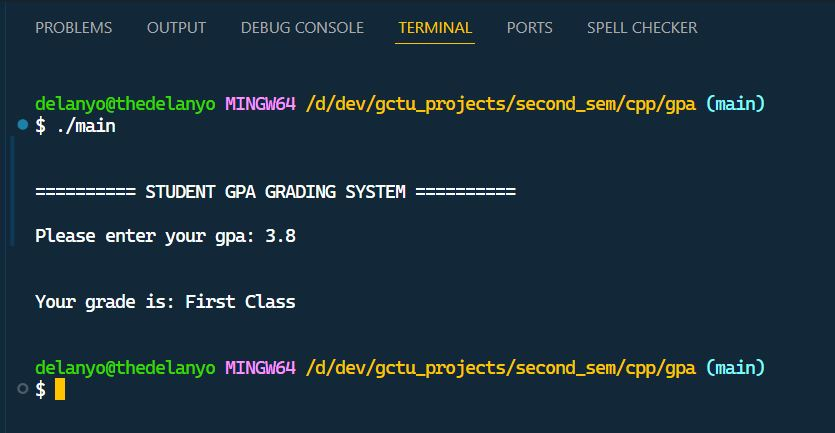 PROBLEMS OUTPUT DEBUG CONSOLE TERMINAL PORTS SPELL CHECKER
delanyo@thedelanyo MINGW64 /d/dev/gctu_projects/second_sem/cpp/gpa (main)
$ ./main
========== STUDENT GPA GRADING SYSTEM ==========
Please enter your gpa: 3.8
Your grade is: First Class
delanyo@thedelanyo MINGW64 /d/dev/gctu_projects/second_sem/cpp/gpa (main)
$